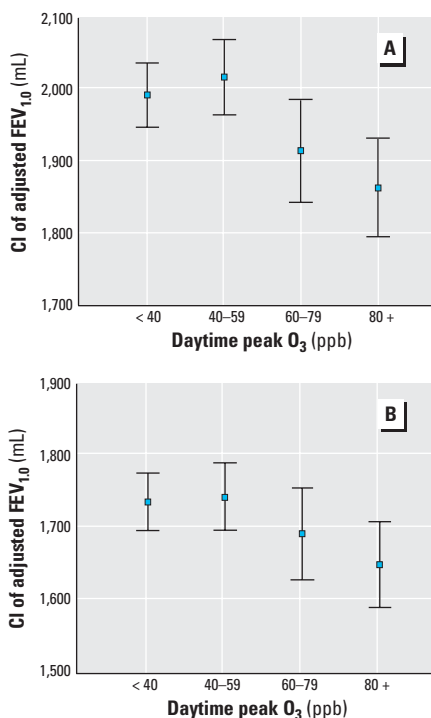 2,100
A
2,000
1,900
1,800
1,700
CI of adjusted FEV1.0 (mL)
< 40 40–59 60–79 80 +
Daytime peak O3 (ppb)
1,900
B
1,800
1,700
1,600
1,500
CI of adjusted FEV1.0 (mL)
< 40 40–59 60–79 80 +
Daytime peak O3 (ppb)